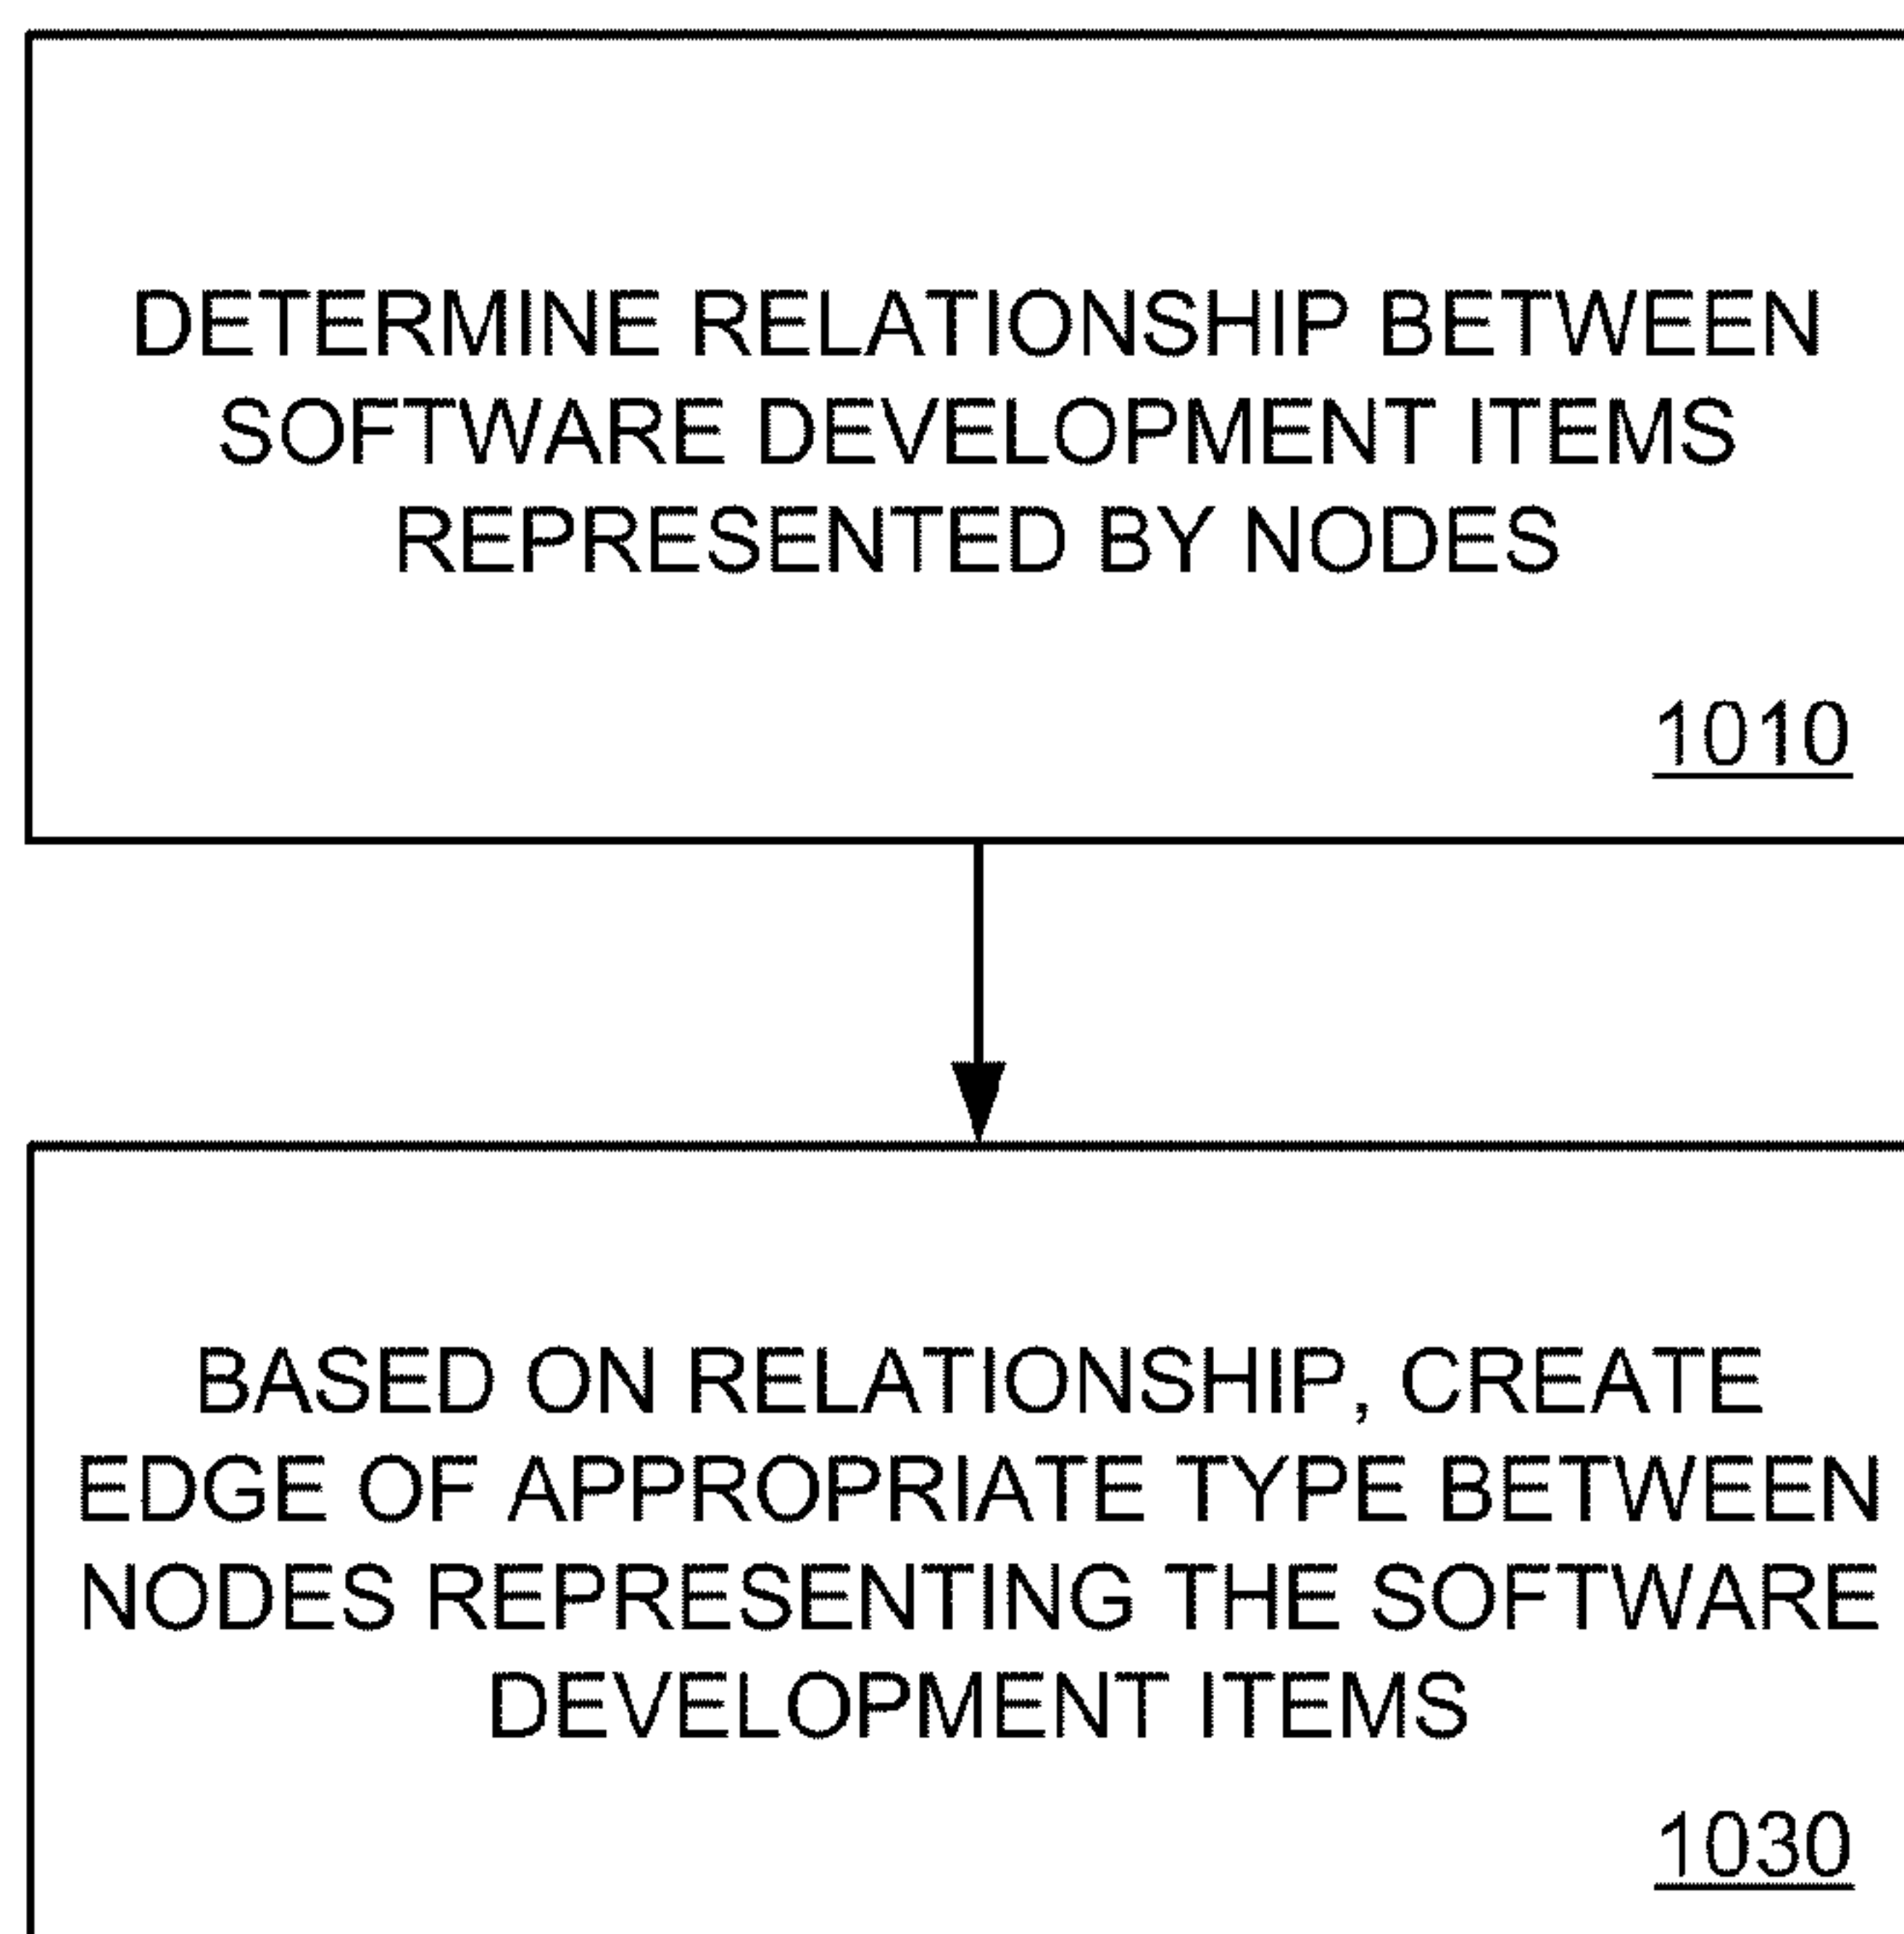 DETERMINE RELATIONSHIP BETWEEN
SOFTWARE DEVELOPMENT ITEMS
REPRESENTED BY NODES
1010
BASED ON RELATIONSHIP, CREATE
EDGE OF APPROPRIATE TYPE BETWEEN
NODES REPRESENTING THE SOFTWARE
DEVELOPMENT ITEMS
1030